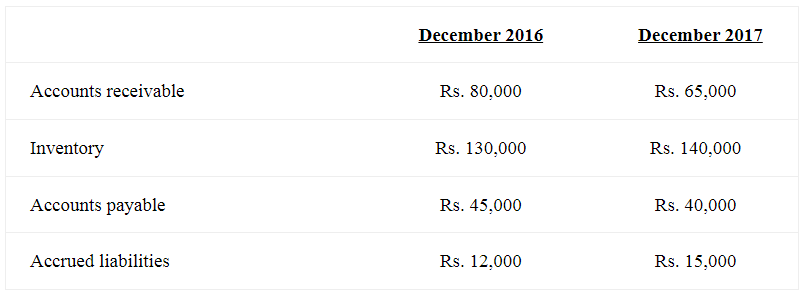 December 2016 December 2017
Accounts receivable Rs. 80,000 Rs. 65,000
Inventory Rs. 130,000 Rs. 140,000
Accounts payable Rs. 45,000 Rs. 40,000
Accrued liabilities Rs. 12,000 Rs. 15,000